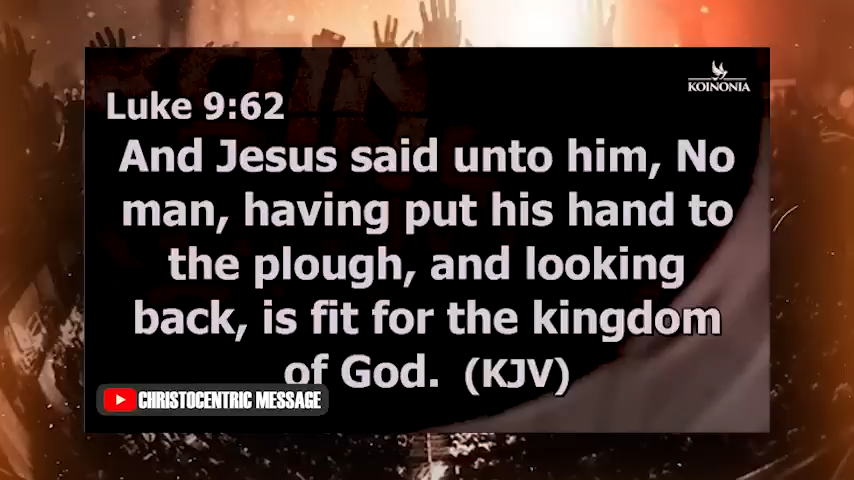 KOINONIA
Luke 9:62
And Jesus said unto him, No
man, having put his hand to
the plough, and looking
back, is fit for the kingdom
of God. (KJV)
CHRISTOCENTRIC MESSAGE